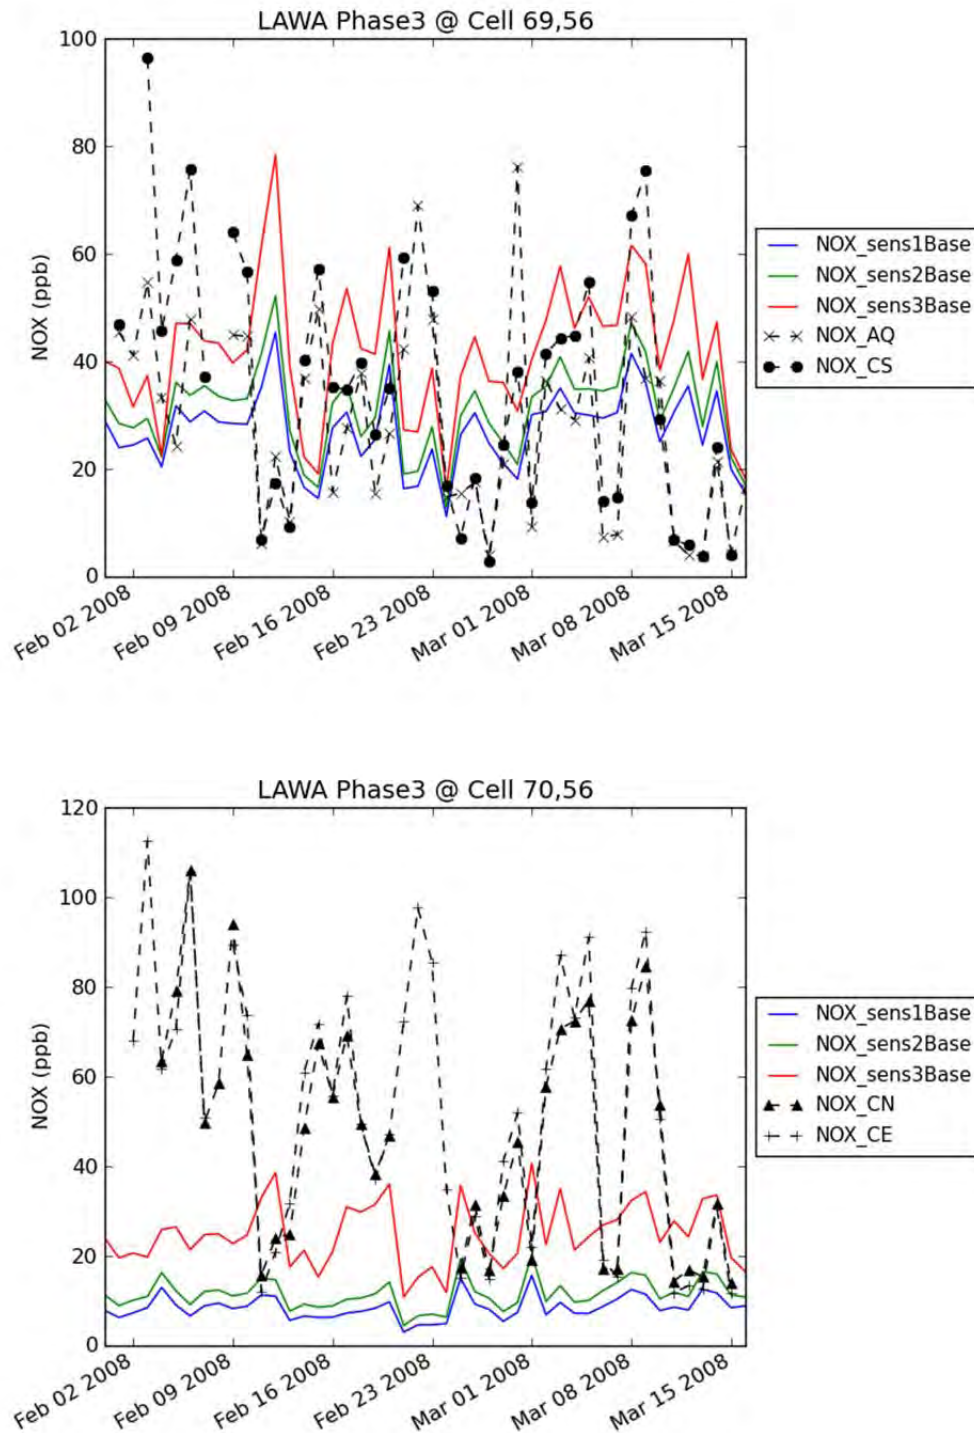 LAWA Phase3 @ Cell 69,56
100
80
60
40
20
0
NOX (ppb)
Feb 02 2008
Feb 09 2008
Feb 16 2008
Feb 23 2008
Mar 01 2008
Mar 08 2008
Mar 15 2008
NOX_sens1Base
NOX_sens2Base
NOX_sens3Base
NOX_AQ
NOX_CS
LAWA Phase3 @ Cell 70,56
120
100
80
60
40
20
0
NOX (ppb)
Feb 02 2008
Feb 09 2008
Feb 16 2008
Feb 23 2008
Mar 01 2008
Mar 08 2008
Mar 15 2008
NOX_sens1Base
NOX_sens2Base
NOX_sens3Base
NOX_CN
NOX_CE